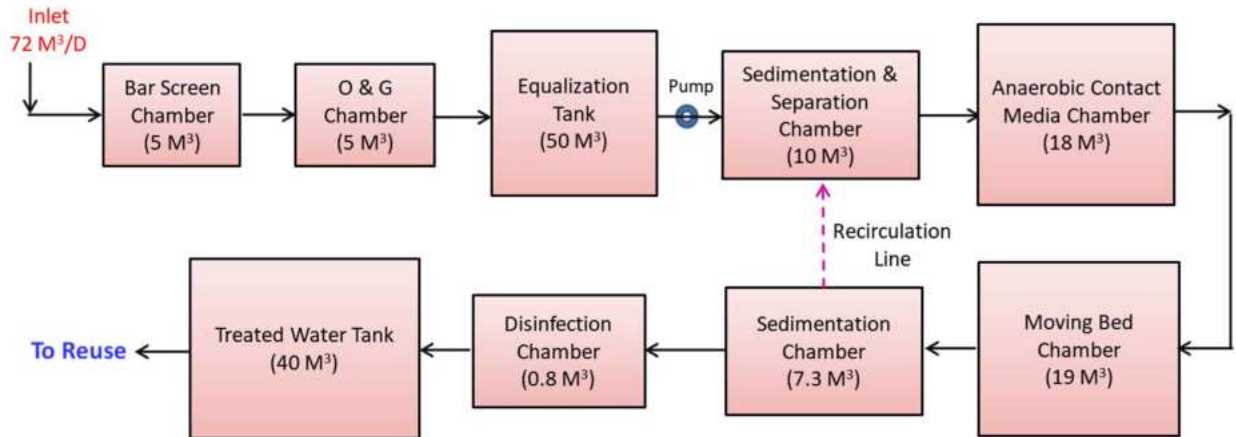 Inlet
72 M³/D
Bar Screen
Chamber
(5 M³)
O & G
Chamber
(5 M³)
Equalization
Tank
(50 M³)
Pump
Sedimentation &
Separation
Chamber
(10 M³)
Anaerobic Contact
Media Chamber
(18 M³)
Recirculation
Line
To Reuse
Treated Water Tank
(40 M³)
Disinfection
Chamber
(0.8 M³)
Sedimentation
Chamber
(7.3 M³)
Moving Bed
Chamber
(19 M³)